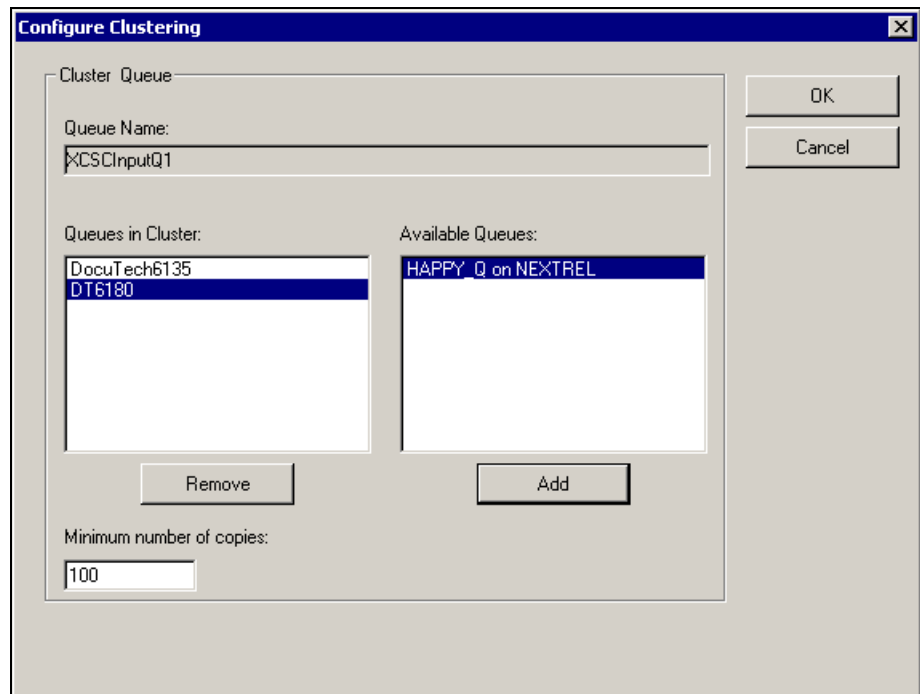 Configure Clustering
Cluster Queue
OK
Queue Name:
Cancel
XCSCInputQ1
Queues in Cluster:
Available Queues:
DocuTech6135
HAPPY_Q on NEXTREL
DT6180
Remove
Add
Minimum number of copies:
100